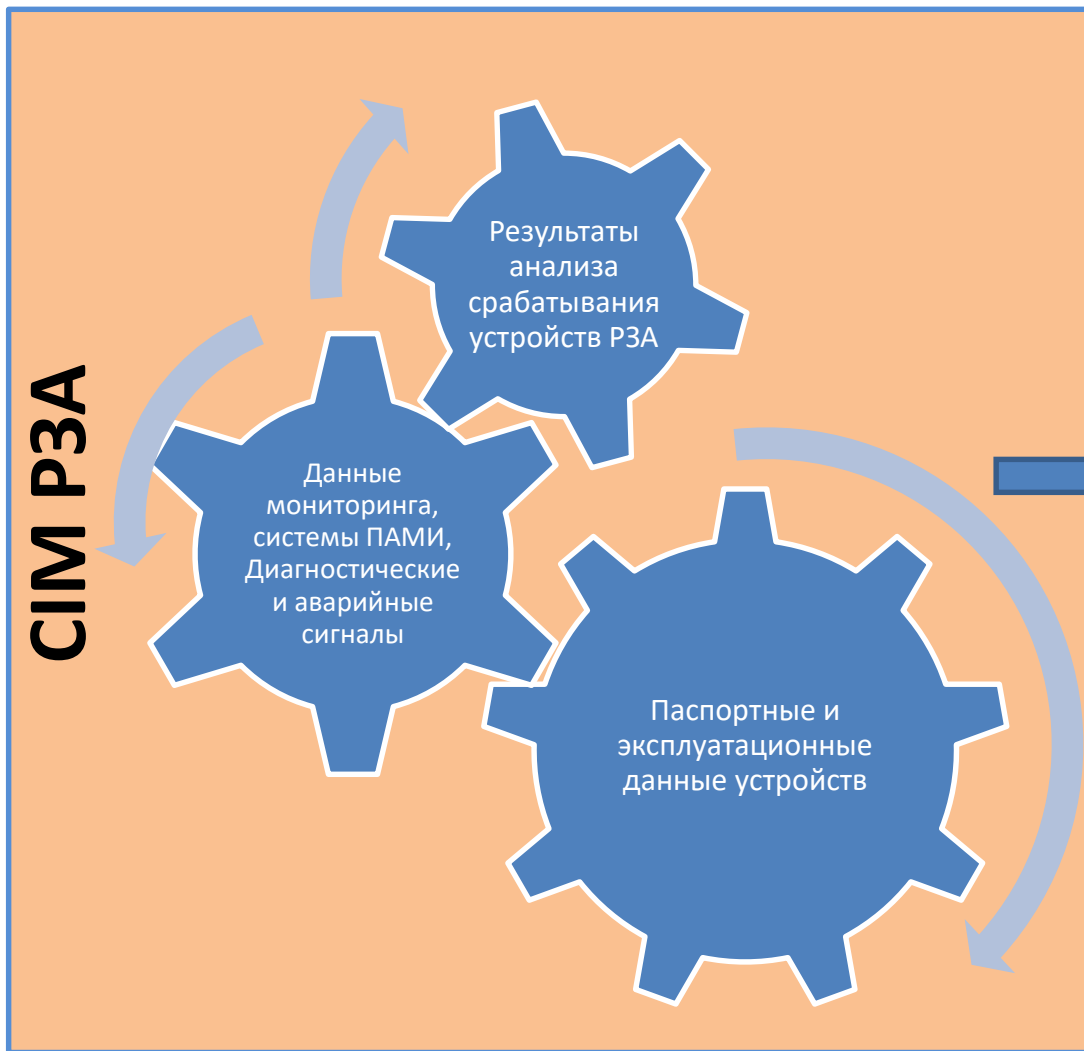 CIM РЗА
Результаты
анализа
срабатывания
устройств РЗА
Данные
мониторинга,
системы ПАМИ,
Диагностические
и аварийные
сигналы
Паспортные и
эксплуатационные
данные устройств